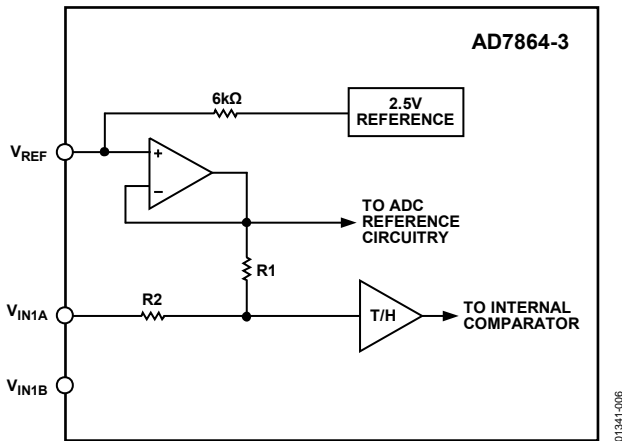 AD7864-3
6kΩ
2.5V
REFERENCE
VREF
+
–
TO ADC
REFERENCE
CIRCUITRY
R1
VIN1A
R2
T/H
TO INTERNAL
COMPARATOR
VIN1B
01341-006